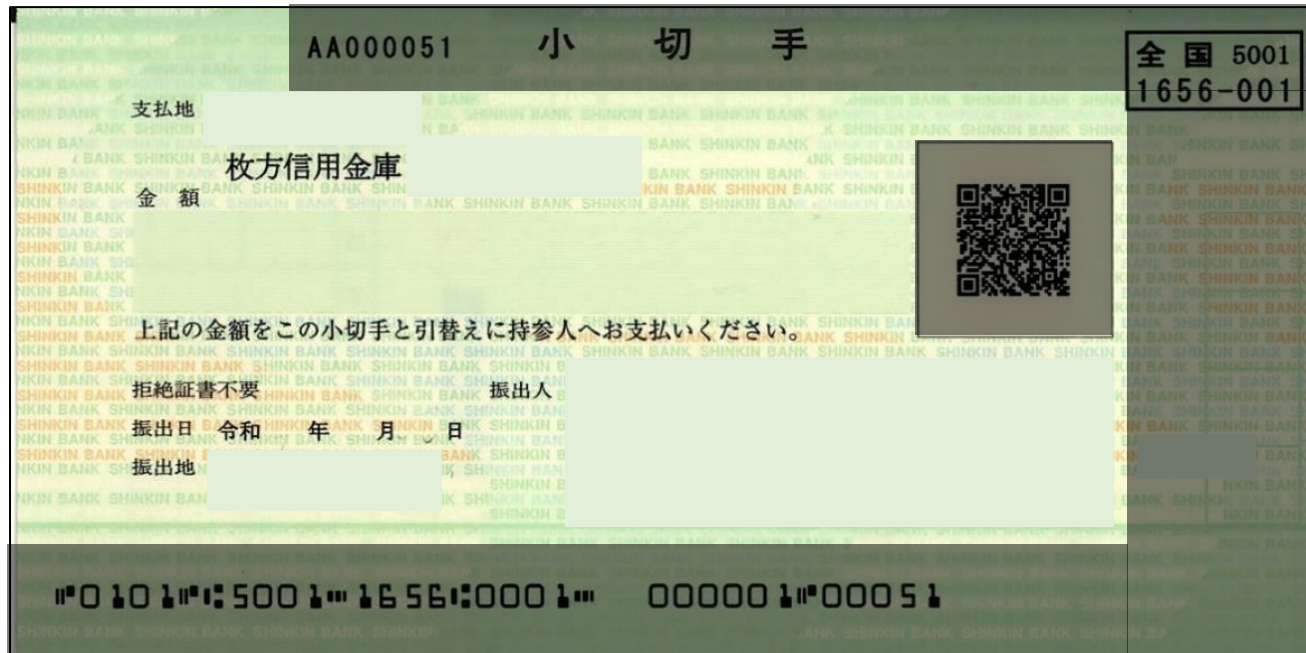 AA000051 小切手
全国 5001
1656-001
支払地
枚方信用金庫
金額
上記の金額をこの小切手と引替えに持参人へお支払いください。
拒絶証書不要
振出人
振出日 令和 年 月 日
振出地
⑈0101⑈⑆5001⑉1656⑆0001⑉ 000001⑈00051
SHINKIN BANK